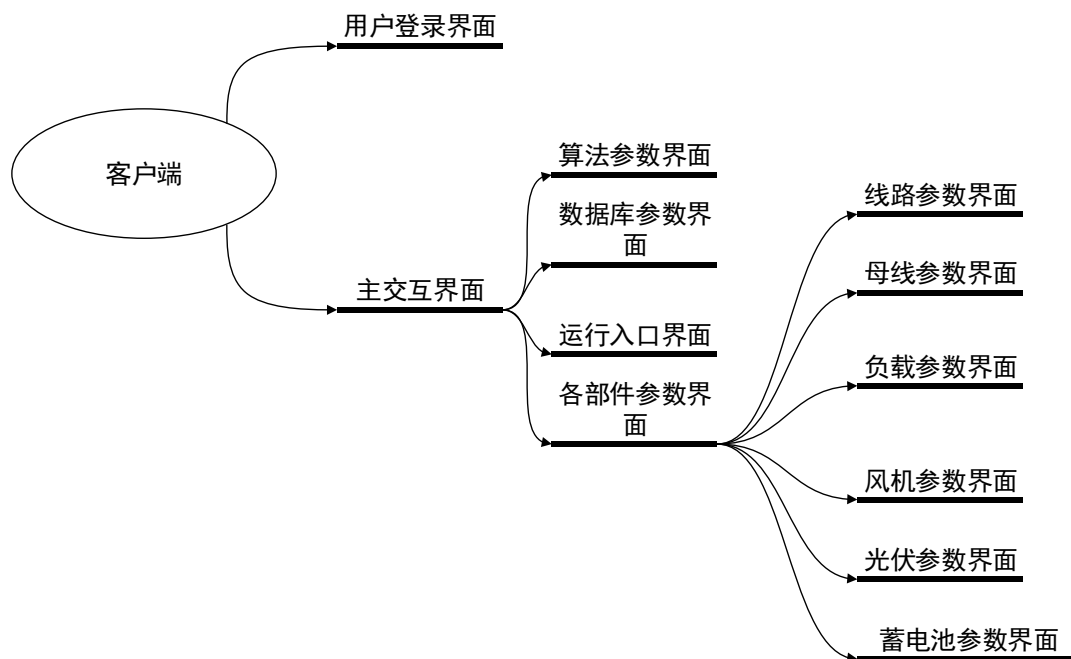 用户登录界面
客户端
主交互界面
算法参数界面
数据库参数界
面
运行入口界面
各部件参数界
面
线路参数界面
母线参数界面
负载参数界面
风机参数界面
光伏参数界面
蓄电池参数界面